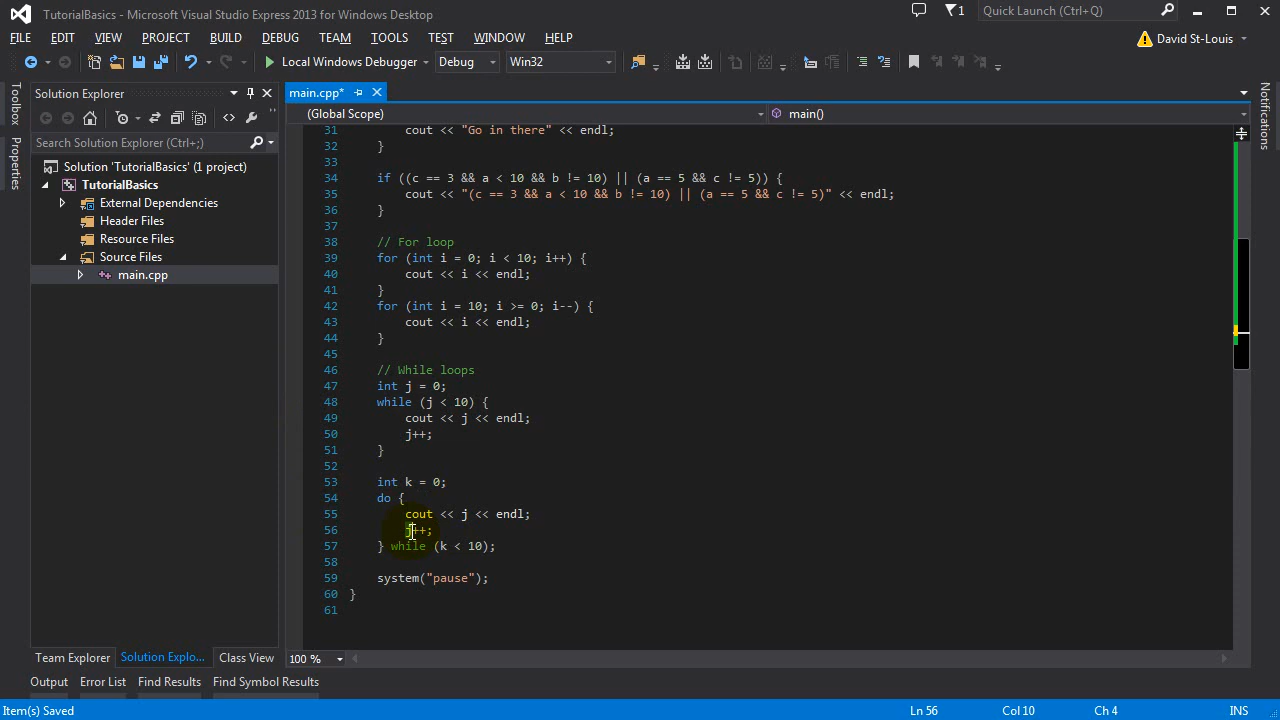 TutorialBasics - Microsoft Visual Studio Express 2013 for Windows Desktop
1
Quick Launch (Ctrl+Q)
FILE EDIT VIEW PROJECT BUILD DEBUG TEAM TOOLS TEST WINDOW HELP
David St-Louis
Local Windows Debugger Debug Win32
Toolbox
Properties
Solution Explorer
Search Solution Explorer (Ctrl+;)
Solution 'TutorialBasics' (1 project)
TutorialBasics
External Dependencies
Header Files
Resource Files
Source Files
main.cpp
main.cpp*
(Global Scope)
main()
31 cout << "Go in there" << endl;
32 }
33
34 if ((c == 3 && a < 10 && b != 10) || (a == 5 && c != 5)) {
35 cout << "(c == 3 && a < 10 && b != 10) || (a == 5 && c != 5)" << endl;
36 }
37
38 // For loop
39 for (int i = 0; i < 10; i++) {
40 cout << i << endl;
41 }
42 for (int i = 10; i >= 0; i--) {
43 cout << i << endl;
44 }
45
46 // While loops
47 int j = 0;
48 while (j < 10) {
49 cout << j << endl;
50 j++;
51 }
52
53 int k = 0;
54 do {
55 cout << j << endl;
56 j++;
57 } while (k < 10);
58
59 system("pause");
60 }
61
100 %
Notifications
Team Explorer Solution Explo... Class View
Output Error List Find Results Find Symbol Results
Item(s) Saved
Ln 56 Col 10 Ch 4 INS